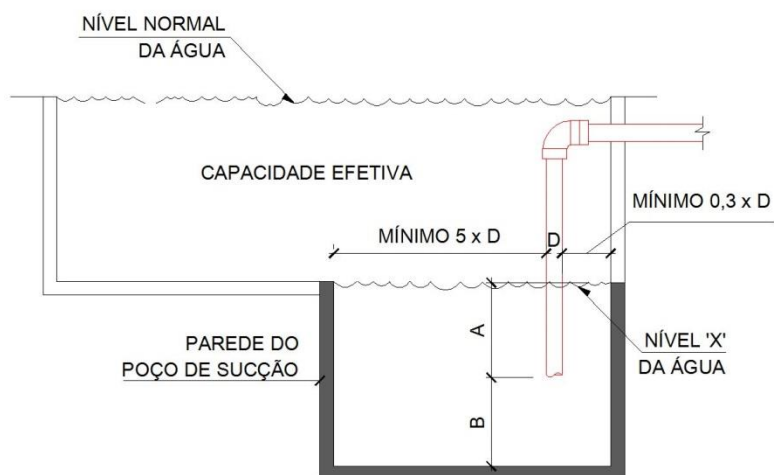 NÍVEL NORMAL
DA ÁGUA
CAPACIDADE EFETIVA
MÍNIMO 0,3 x D
MÍNIMO 5 x D
D
A
NÍVEL 'X'
DA ÁGUA
PAREDE DO
POÇO DE SUCÇÃO
B